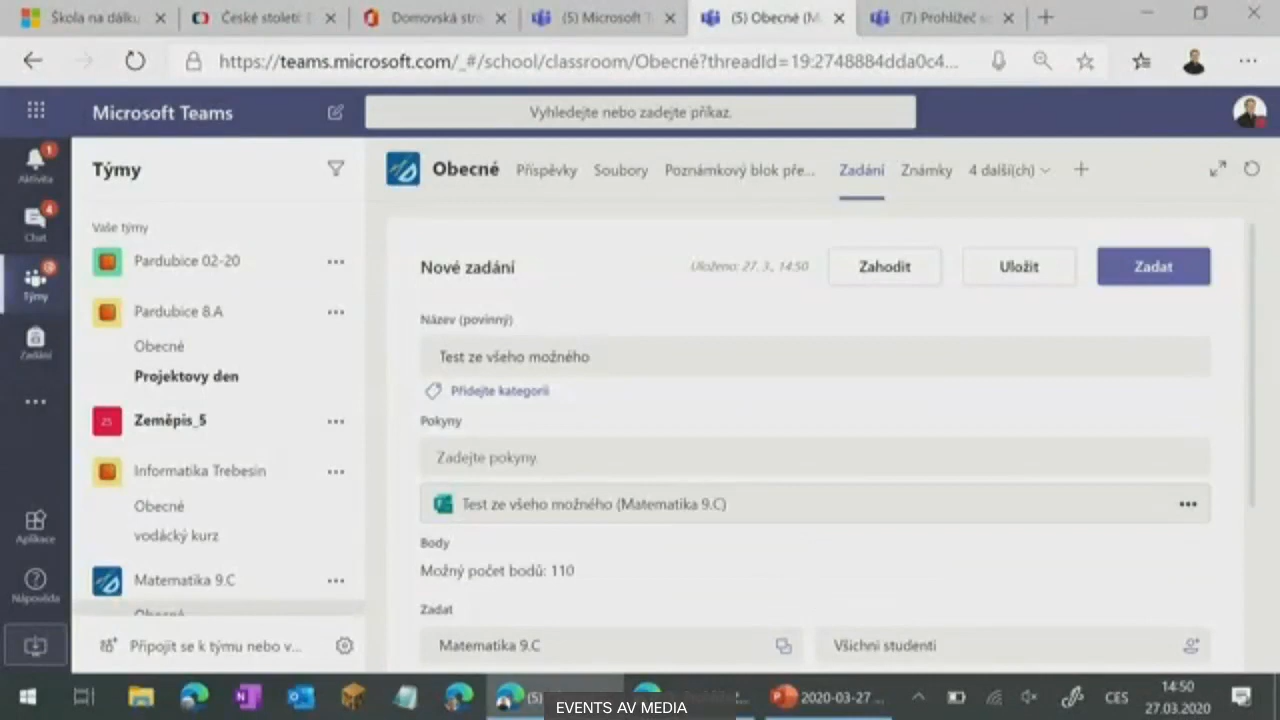 Škola na dálku
České století:
Domovská strá
(5) Microsoft T
(5) Obecné (M
(7) Prohlížeč s
https://teams.microsoft.com/_#/school/classroom/Obecné?threadId=19:2748884dda0c4...
Microsoft Teams
Vyhledejte nebo zadejte příkaz.
Aktivita
1
Chat
4
Týmy
Zadání
Aplikace
Nápověda
Týmy
Vaše týmy
Pardubice 02-20
Pardubice 8.A
Obecné
Projektovy den
ZS
Zeměpis_5
Informatika Trebesin
Obecné
vodácký kurz
Matematika 9.C
Obecné
Připojit se k týmu nebo v...
Obecné
Příspěvky
Soubory
Poznámkový blok pře...
Zadání
Známky
4 další(ch)
Nové zadání
Uloženo: 27. 3., 14:50
Zahodit
Uložit
Zadat
Název (povinný)
Test ze všeho možného
Přidejte kategorii
Pokyny
Zadejte pokyny.
Test ze všeho možného (Matematika 9.C)
Body
Možný počet bodů: 110
Zadat
Matematika 9.C
Všichni studenti
(5)
2020-03-27 ...
CES
14:50
27.03.2020
EVENTS AV MEDIA